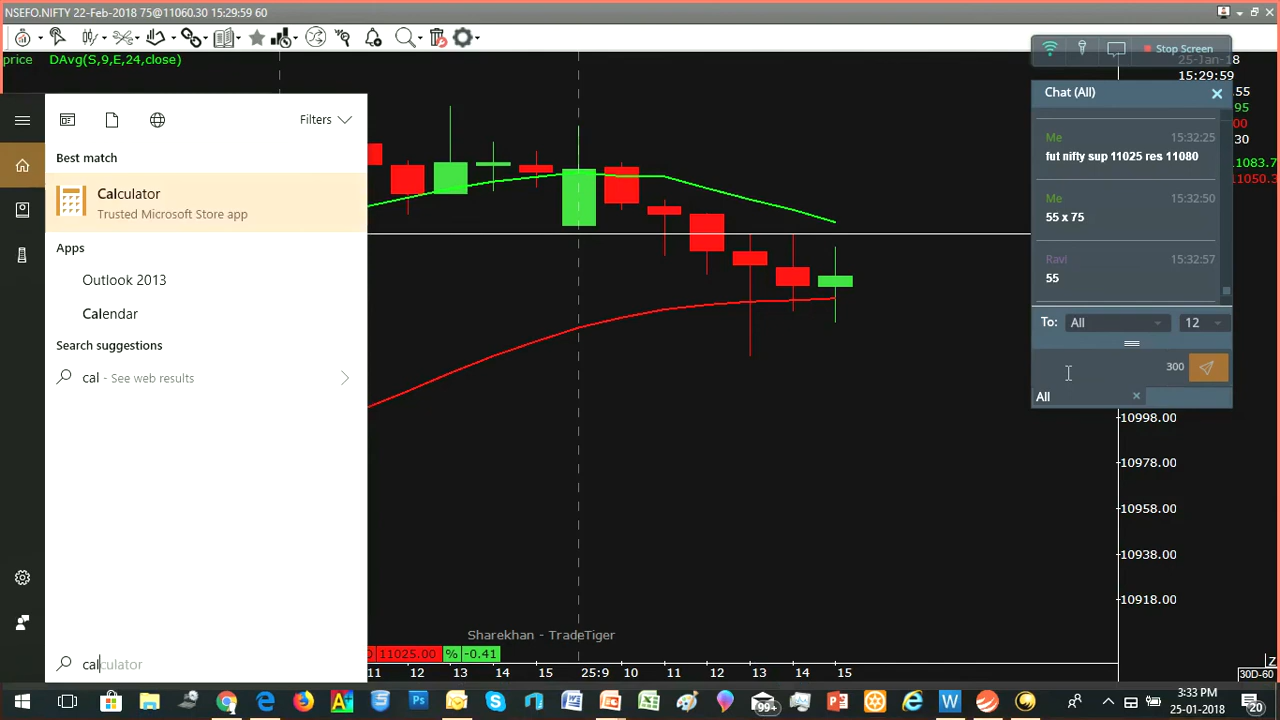 NSEFO.NIFTY 22-Feb-2018 75@11060.30 15:29:59 60
price DAvg(S,9,E,24,close)
Stop Screen
25-Jan-18
15:29:59
Chat (All)
Me 15:32:25
fut nifty sup 11025 res 11080
Me 15:32:50
55 x 75
Ravi 15:32:57
55
To: All 12
300
All
Filters
Best match
Calculator
Trusted Microsoft Store app
Apps
Outlook 2013
Calendar
Search suggestions
cal - See web results
calculator
10998.00
10978.00
10958.00
10938.00
10918.00
Sharekhan - TradeTiger
11025.00 % -0.41
11 12 13 14 15 25:9 10 11 12 13 14 15
30D-60
99+
3:33 PM
25-01-2018
20